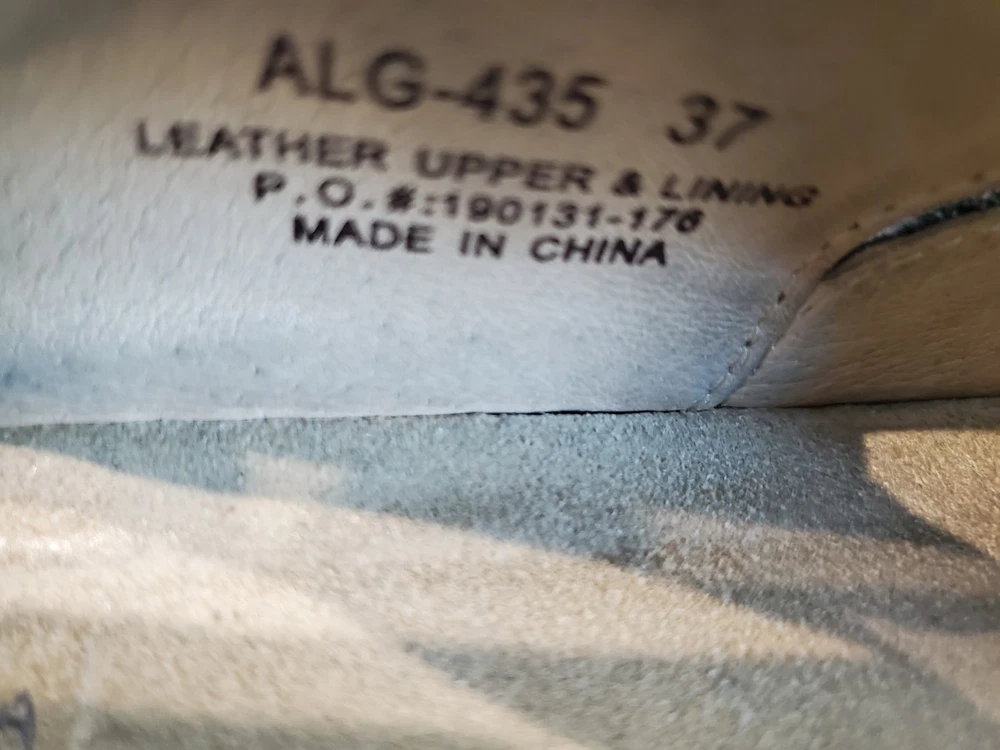 ALG-435 37
LEATHER UPPER & LINING
P.O.#:190131-176
MADE IN CHINA